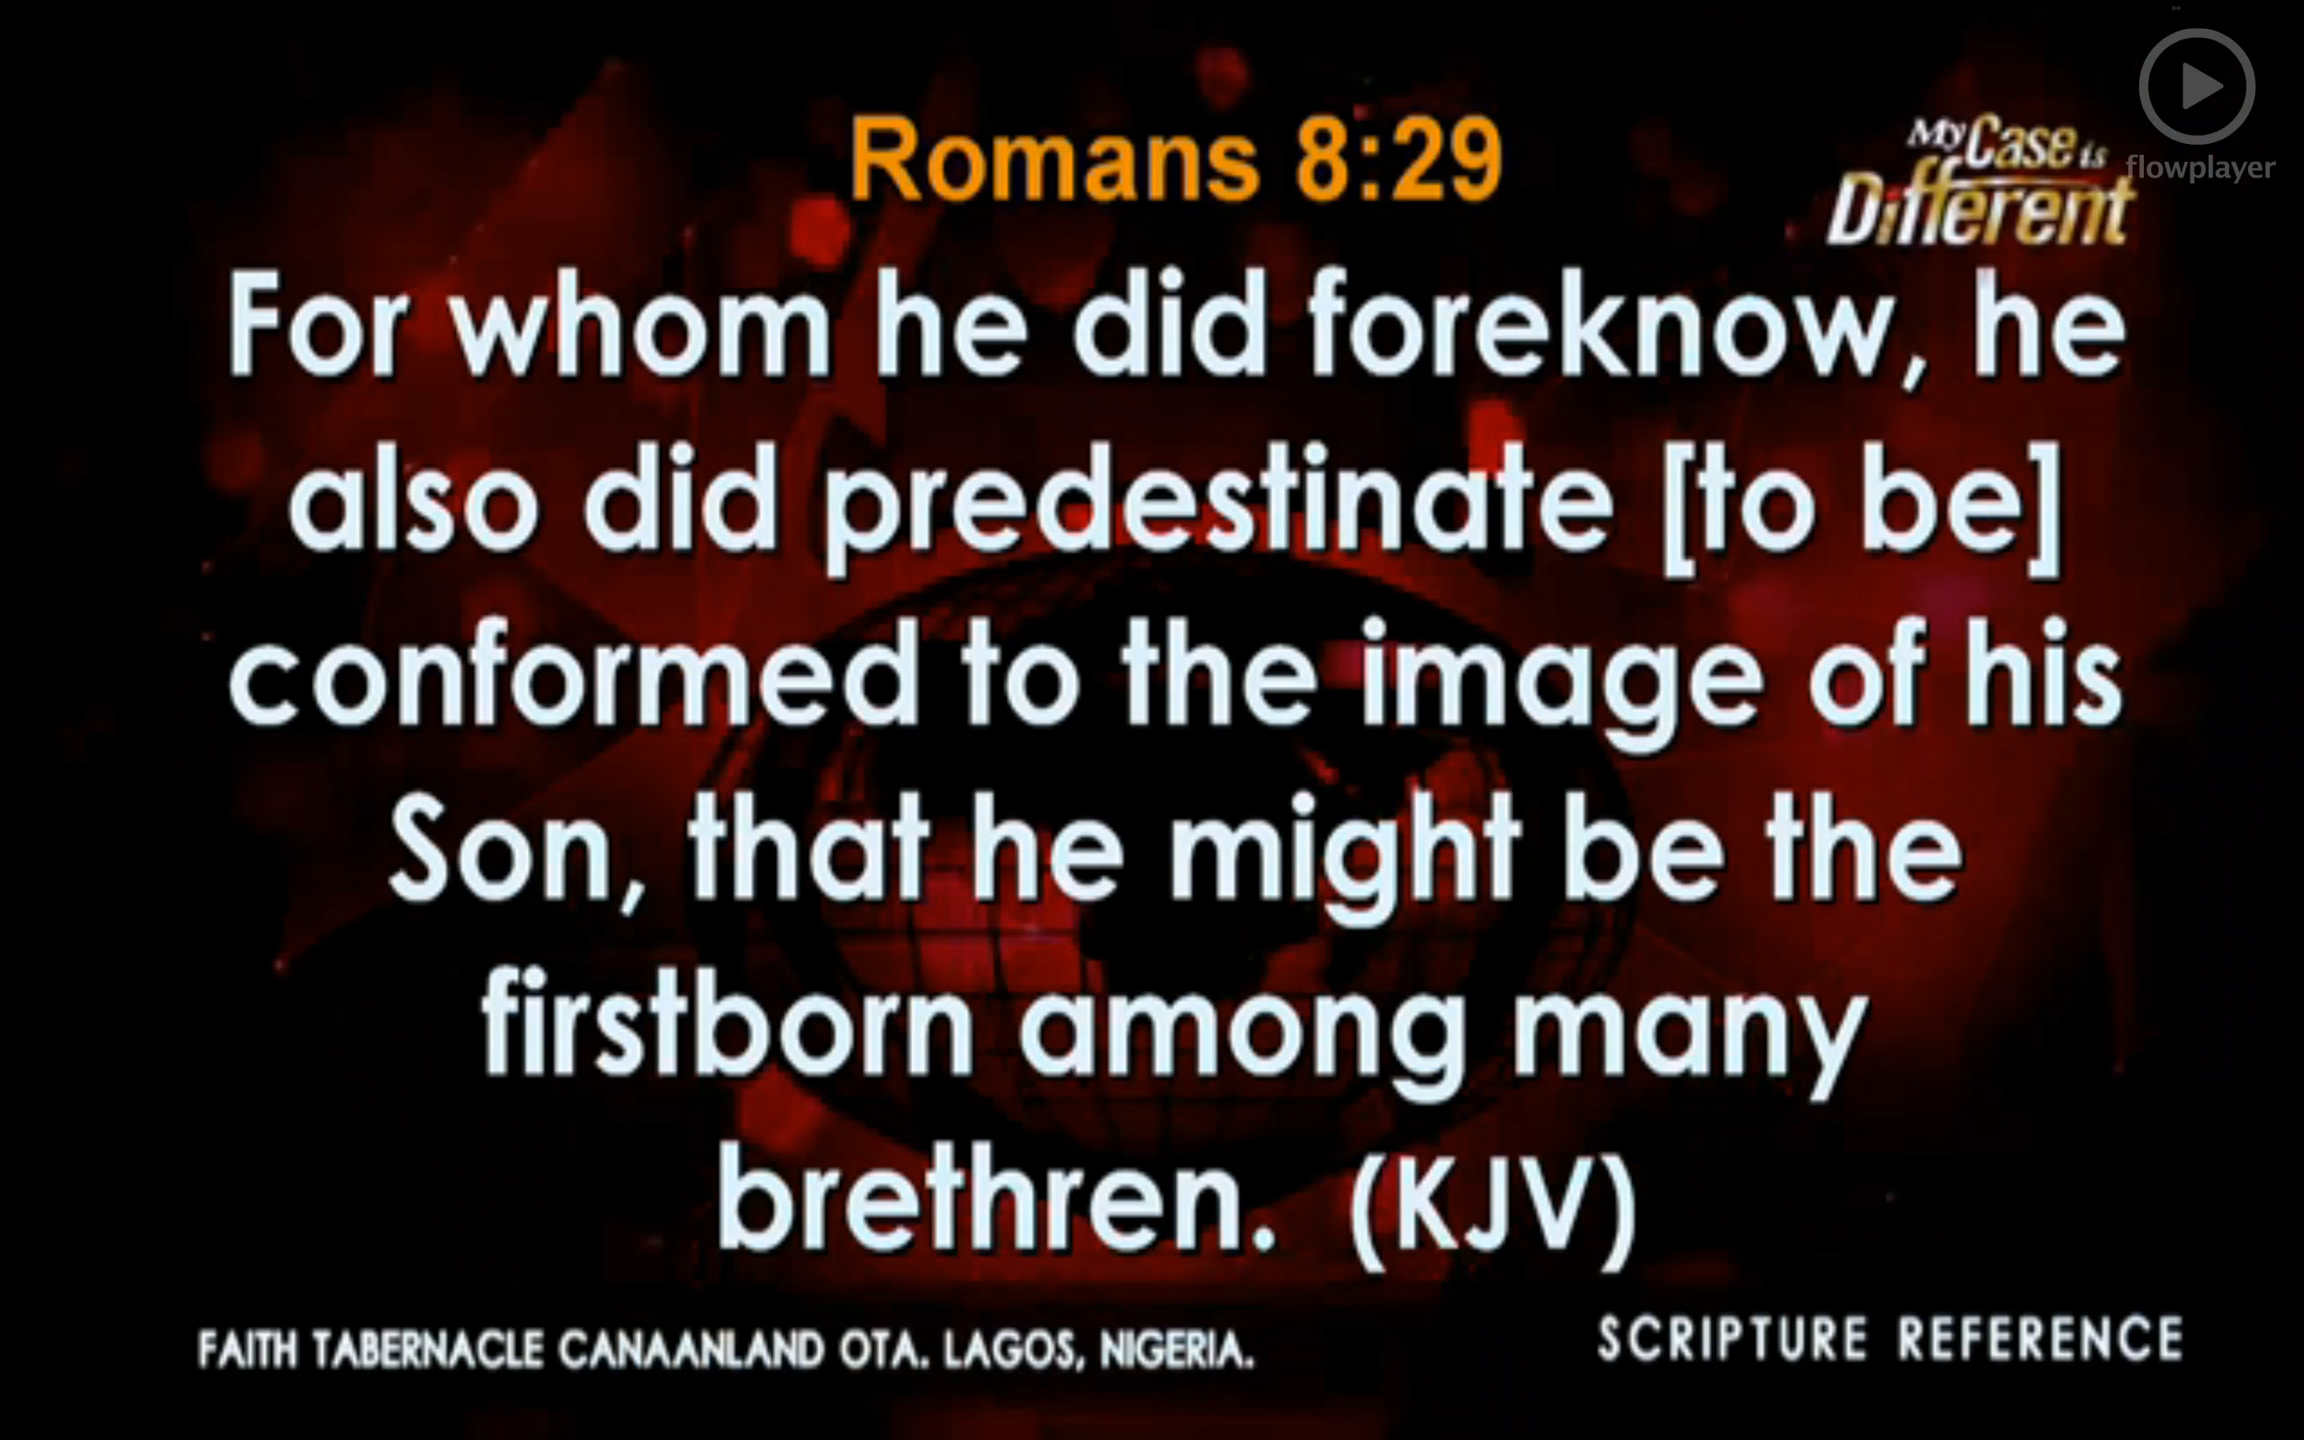 Romans 8:29
My Case is
Different
flowplayer
For whom he did foreknow, he
also did predestinate [to be]
conformed to the image of his
Son, that he might be the
firstborn among many
brethren. (KJV)
FAITH TABERNACLE CANAANLAND OTA. LAGOS, NIGERIA.
SCRIPTURE REFERENCE